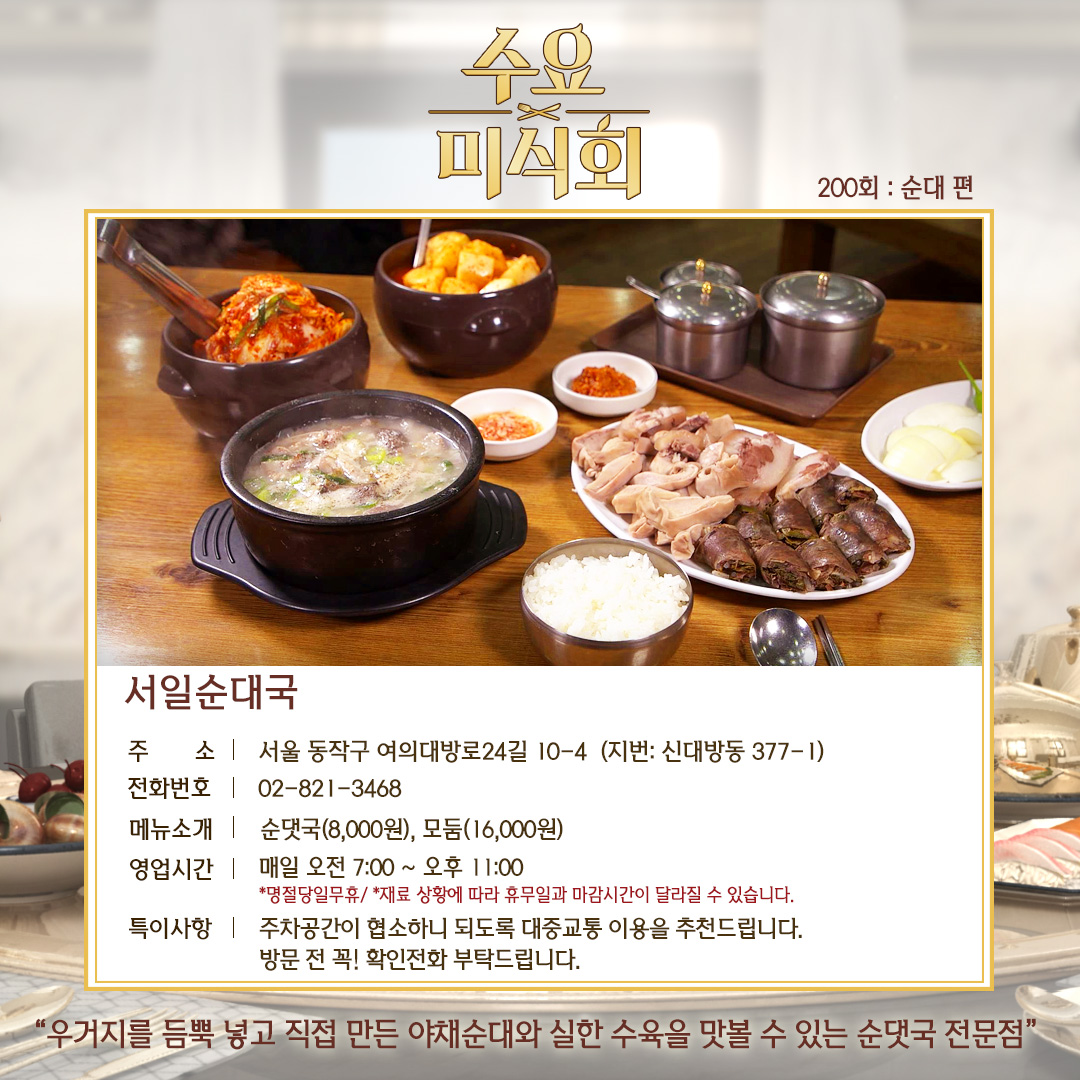 수요
미식회
200회 : 순대 편
서일순대국
주 소 | 서울 동작구 여의대방로24길 10-4 (지번: 신대방동 377-1)
전화번호 | 02-821-3468
메뉴소개 | 순댓국(8,000원), 모둠(16,000원)
영업시간 | 매일 오전 7:00 ~ 오후 11:00
*명절당일무휴/ *재료 상황에 따라 휴무일과 마감시간이 달라질 수 있습니다.
특이사항 | 주차공간이 협소하니 되도록 대중교통 이용을 추천드립니다.
방문 전 꼭! 확인전화 부탁드립니다.
“우거지를 듬뿍 넣고 직접 만든 야채순대와 실한 수육을 맛볼 수 있는 순댓국 전문점”